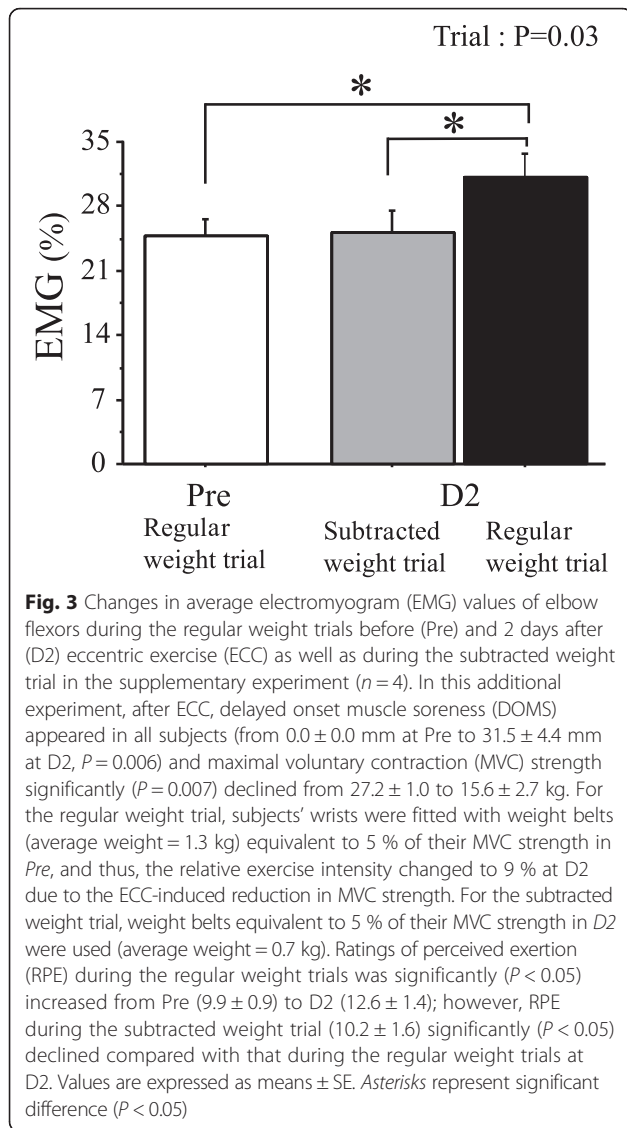 Trial : P=0.03
*
*
35
28
21
14
7
0
EMG (%)
Pre
D2
Regular
weight trial
Subtracted
weight trial
Regular
weight trial
Fig. 3 Changes in average electromyogram (EMG) values of elbow
flexors during the regular weight trials before (Pre) and 2 days after
(D2) eccentric exercise (ECC) as well as during the subtracted weight
trial in the supplementary experiment (n = 4). In this additional
experiment, after ECC, delayed onset muscle soreness (DOMS)
appeared in all subjects (from 0.0 ± 0.0 mm at Pre to 31.5 ± 4.4 mm
at D2, P = 0.006) and maximal voluntary contraction (MVC) strength
significantly (P = 0.007) declined from 27.2 ± 1.0 to 15.6 ± 2.7 kg. For
the regular weight trial, subjects' wrists were fitted with weight belts
(average weight = 1.3 kg) equivalent to 5 % of their MVC strength in
Pre, and thus, the relative exercise intensity changed to 9 % at D2
due to the ECC-induced reduction in MVC strength. For the subtracted
weight trial, weight belts equivalent to 5 % of their MVC strength in D2
were used (average weight = 0.7 kg). Ratings of perceived exertion
(RPE) during the regular weight trials was significantly (P < 0.05)
increased from Pre (9.9 ± 0.9) to D2 (12.6 ± 1.4); however, RPE
during the subtracted weight trial (10.2 ± 1.6) significantly (P < 0.05)
declined compared with that during the regular weight trials at
D2. Values are expressed as means ± SE. Asterisks represent significant
difference (P < 0.05)